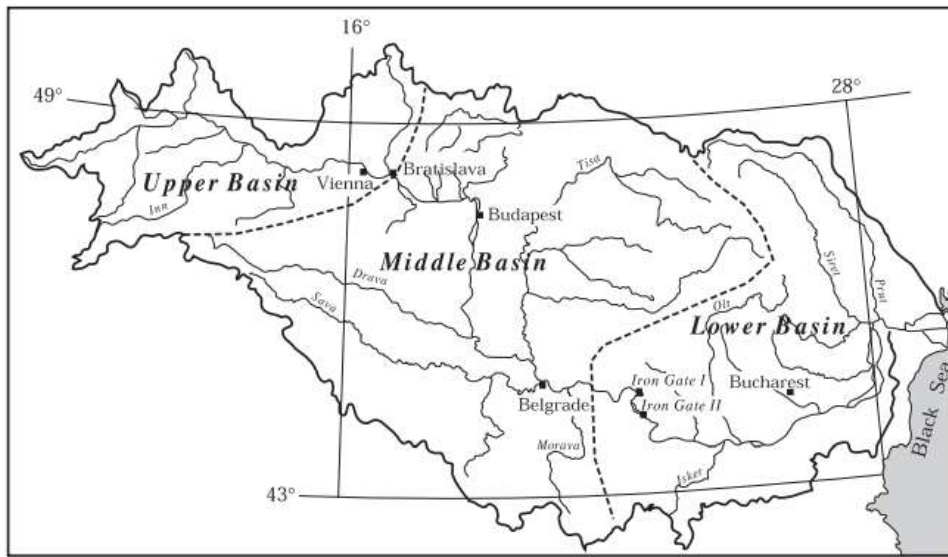 16°
49°
28°
Upper Basin
Vienna
Bratislava
Inn
Tisa
Budapest
Middle Basin
Drava
Sava
Siret
Prut
Olt
Lower Basin
Iron Gate I
Bucharest
Iron Gate II
Belgrade
Morava
Isker
43°
Black Sea